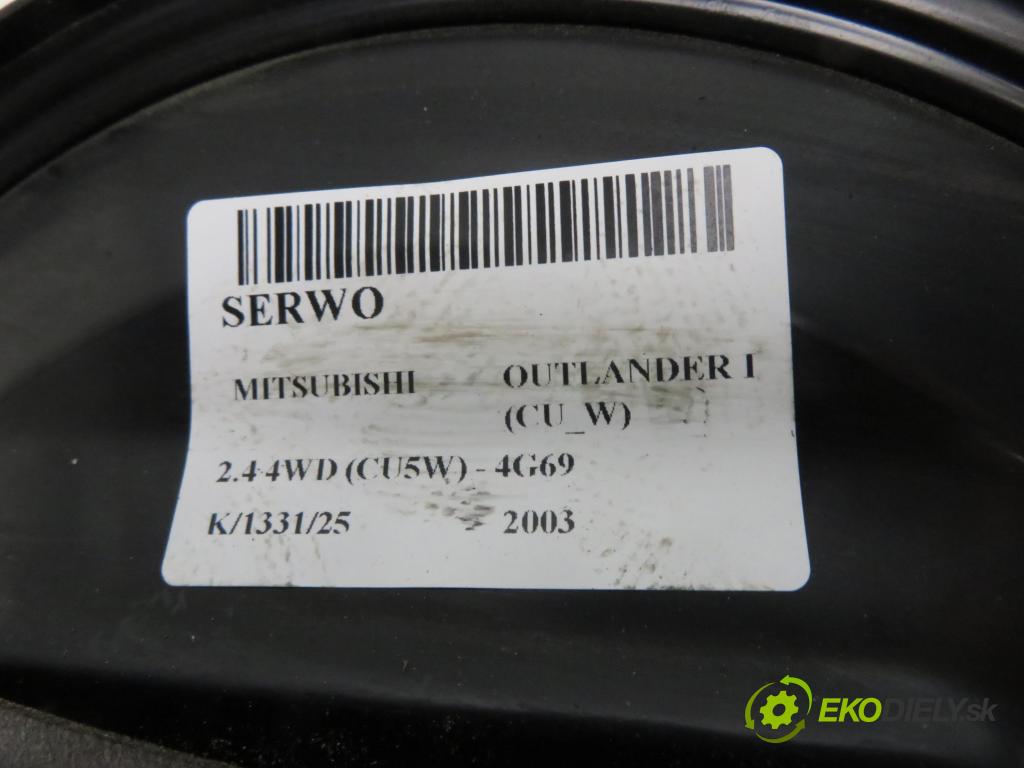 SERWO
MITSUBISHI OUTLANDER I
(CU_W)
2.4 4WD (CU5W) - 4G69
K/1331/25 2003
EKODIELY.sk